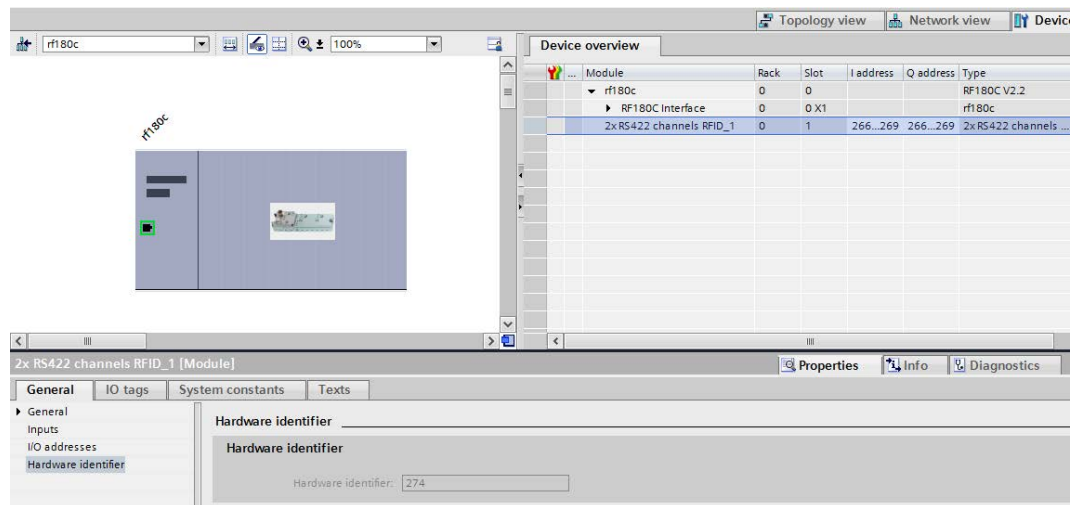 Topology view Network view Device
rf180c 100% Device overview
... Module Rack Slot I address Q address Type
rf180c 0 0 RF180C V2.2
RF180C Interface 0 0 X1 rf180c
2x RS422 channels RFID_1 0 1 266...269 266...269 2x RS422 channels ...
rf180c
2x RS422 channels RFID_1 [Module] Properties Info Diagnostics
General IO tags System constants Texts
General
Inputs
I/O addresses
Hardware identifier
Hardware identifier
Hardware identifier
Hardware identifier: 274